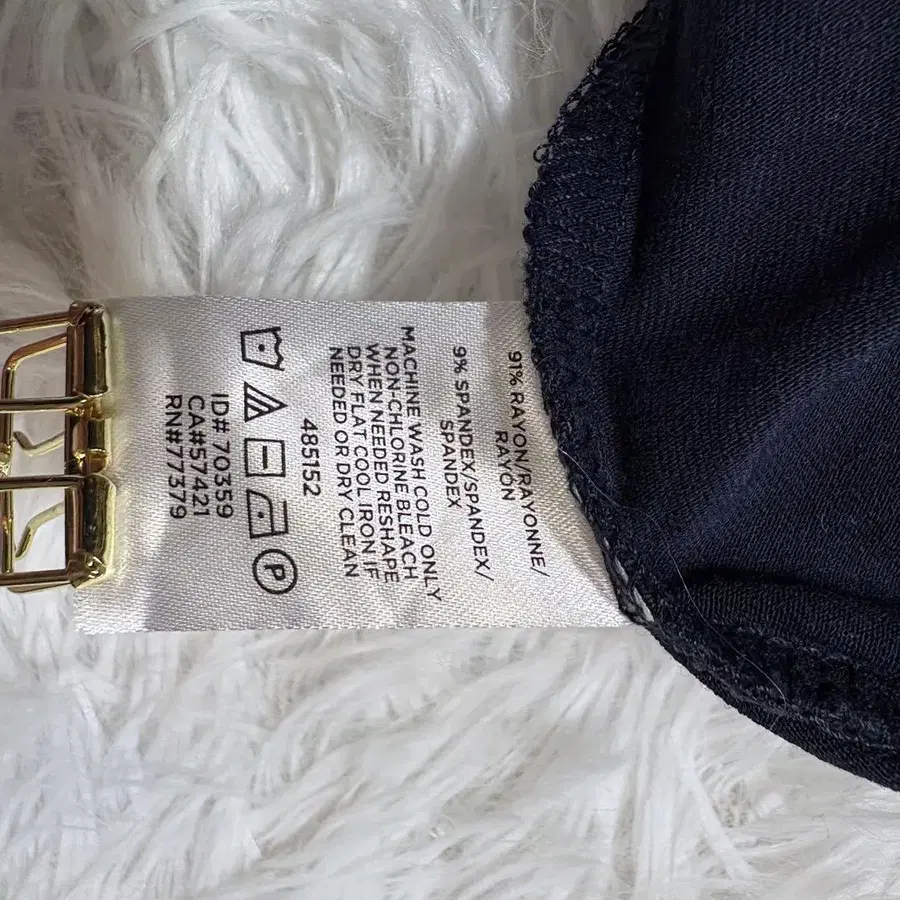 91% RAYON/RAYONNE/
RAYÓN
9% SPANDEX/SPANDEX/
SPANDEX
MACHINE WASH COLD ONLY
NON-CHLORINE BLEACH
WHEN NEEDED RESHAPE
DRY FLAT COOL IRON IF
NEEDED OR DRY CLEAN
485152
P
ID# 70359
CA#57421
RN#77379